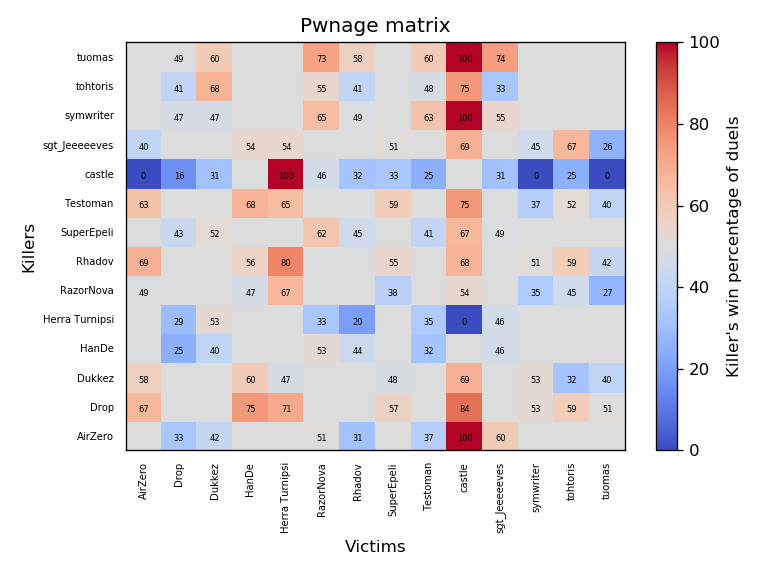 Pwnage matrix
tuomas 49 60 73 58 60 100 74
tohtoris 41 68 55 41 48 75 33
symwriter 47 47 65 49 63 100 55
sgt_Jeeeeeves 40 54 54 51 69 45 67 26
castle 0 16 31 100 46 32 33 25 31 0 25 0
Testoman 63 68 65 59 75 37 52 40
SuperEpeli 43 52 62 45 41 67 49
Rhadov 69 56 80 55 68 51 59 42
RazorNova 49 47 67 38 54 35 45 27
Herra Turnipsi 29 53 33 20 35 0 46
HanDe 25 40 53 44 32 46
Dukkez 58 60 47 48 69 53 32 40
Drop 67 75 71 57 84 53 59 51
AirZero 33 42 51 31 37 100 60
AirZero Drop Dukkez HanDe Herra Turnipsi RazorNova Rhadov SuperEpeli Testoman castle sgt_Jeeeeeves symwriter tohtoris tuomas
Victims
Killers
100
80
60
40
20
0
Killer's win percentage of duels